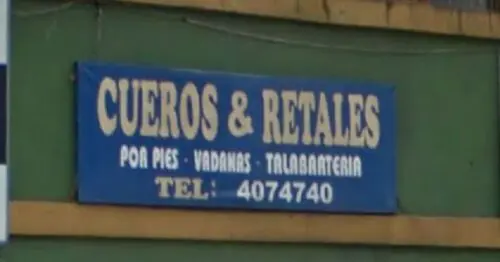 CUEROS & RETALES
POR PIES - VADANAS - TALABARTERIA
TEL: 4074740